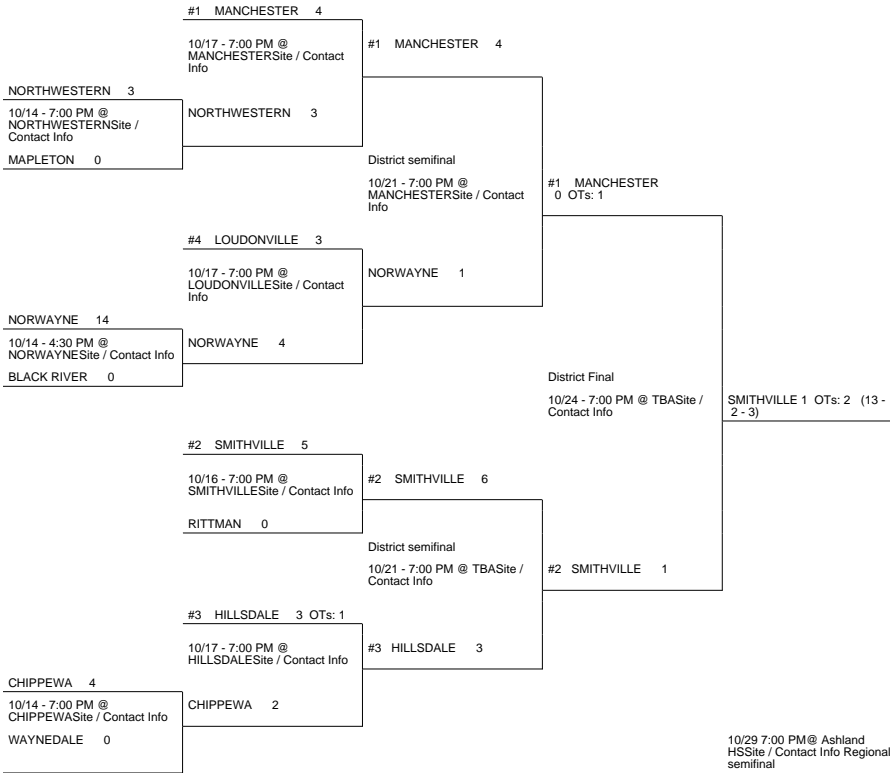 #1 MANCHESTER 4
10/17 - 7:00 PM @
MANCHESTERSite / Contact
Info
#1 MANCHESTER 4
NORTHWESTERN 3
10/14 - 7:00 PM @
NORTHWESTERNSite /
Contact Info
MAPLETON 0
NORTHWESTERN 3
District semifinal
10/21 - 7:00 PM @
MANCHESTERSite / Contact
Info
#1 MANCHESTER
0 OTs: 1
#4 LOUDONVILLE 3
10/17 - 7:00 PM @
LOUDONVILLESite / Contact
Info
NORWAYNE 1
NORWAYNE 14
10/14 - 4:30 PM @
NORWAYNESite / Contact Info
BLACK RIVER 0
NORWAYNE 4
District Final
10/24 - 7:00 PM @ TBASite /
Contact Info
SMITHVILLE 1 OTs: 2 (13 -
2 - 3)
#2 SMITHVILLE 5
10/16 - 7:00 PM @
SMITHVILLESite / Contact Info
RITTMAN 0
#2 SMITHVILLE 6
District semifinal
10/21 - 7:00 PM @ TBASite /
Contact Info
#2 SMITHVILLE 1
#3 HILLSDALE 3 OTs: 1
10/17 - 7:00 PM @
HILLSDALESite / Contact Info
#3 HILLSDALE 3
CHIPPEWA 4
10/14 - 7:00 PM @
CHIPPEWASite / Contact Info
WAYNEDALE 0
CHIPPEWA 2
10/29 7:00 PM@ Ashland
HSSite / Contact Info Regional
semifinal